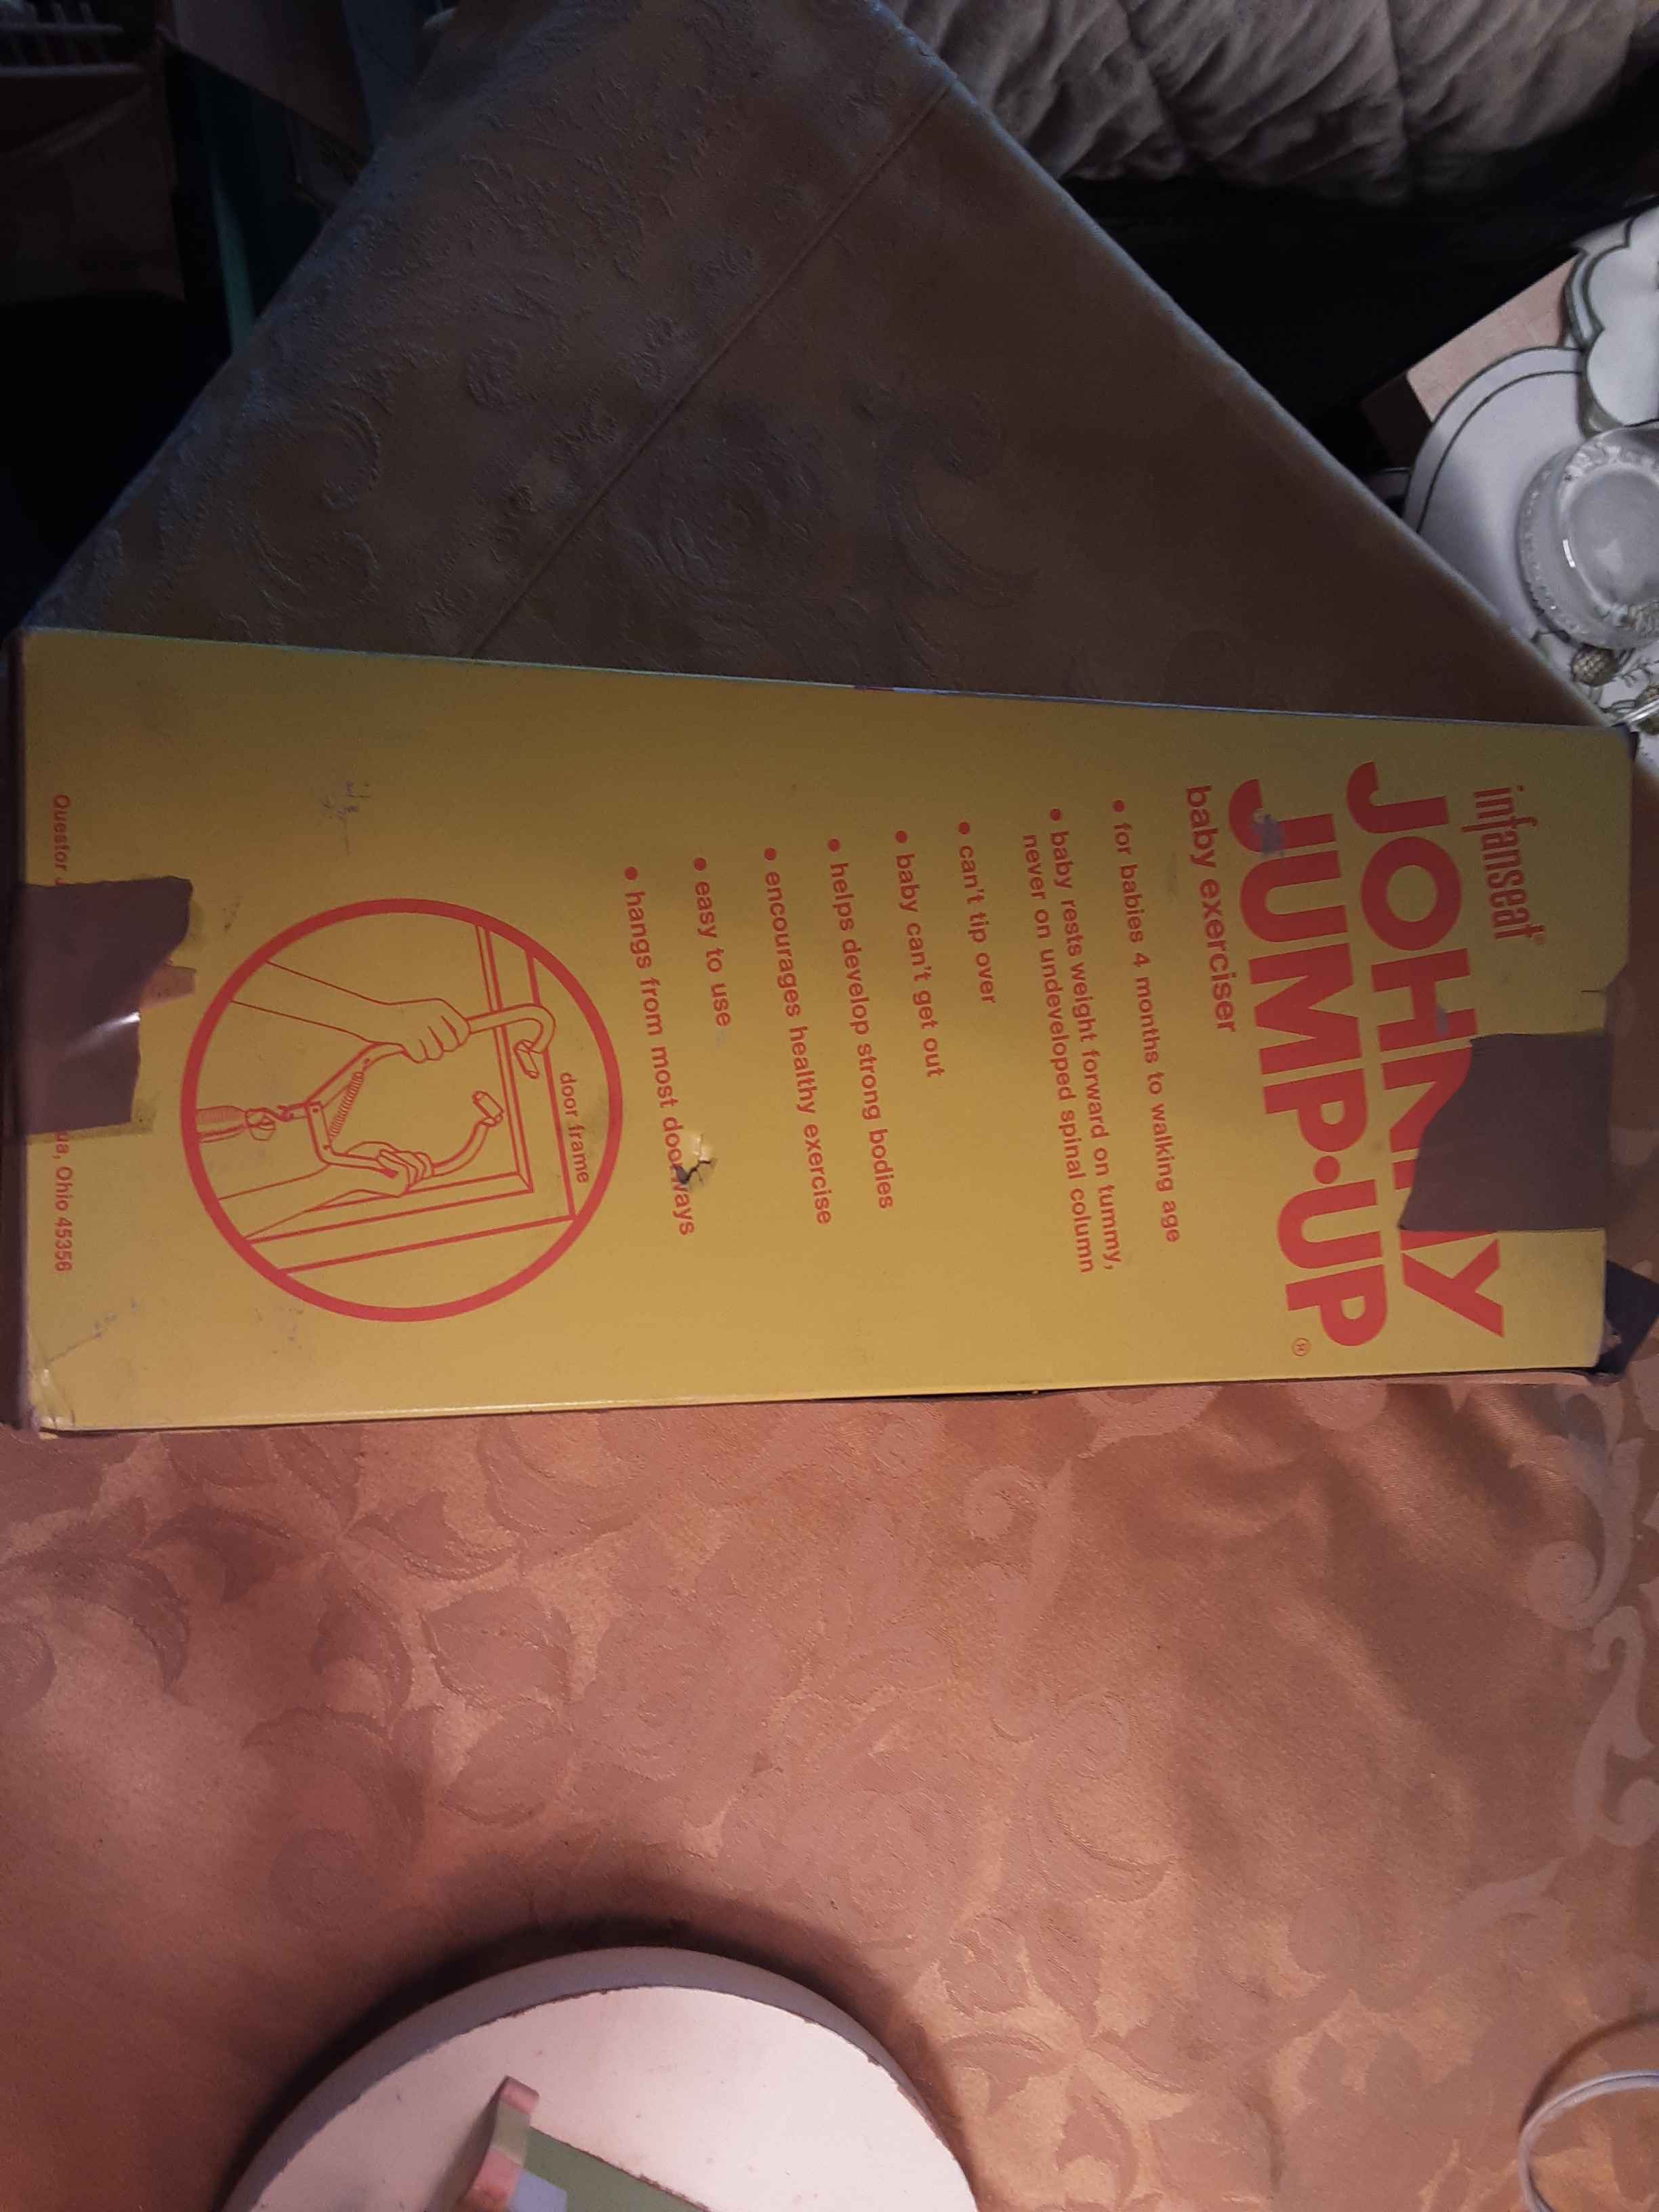 infanseat®
JOHNNY
JUMP·UP®
baby exerciser
• for babies 4 months to walking age
• baby rests weight forward on tummy,
never on undeveloped spinal column
• can't tip over
• baby can't get out
• helps develop strong bodies
• encourages healthy exercise
• easy to use
• hangs from most doorways
door frame
Questor Ohio 45356